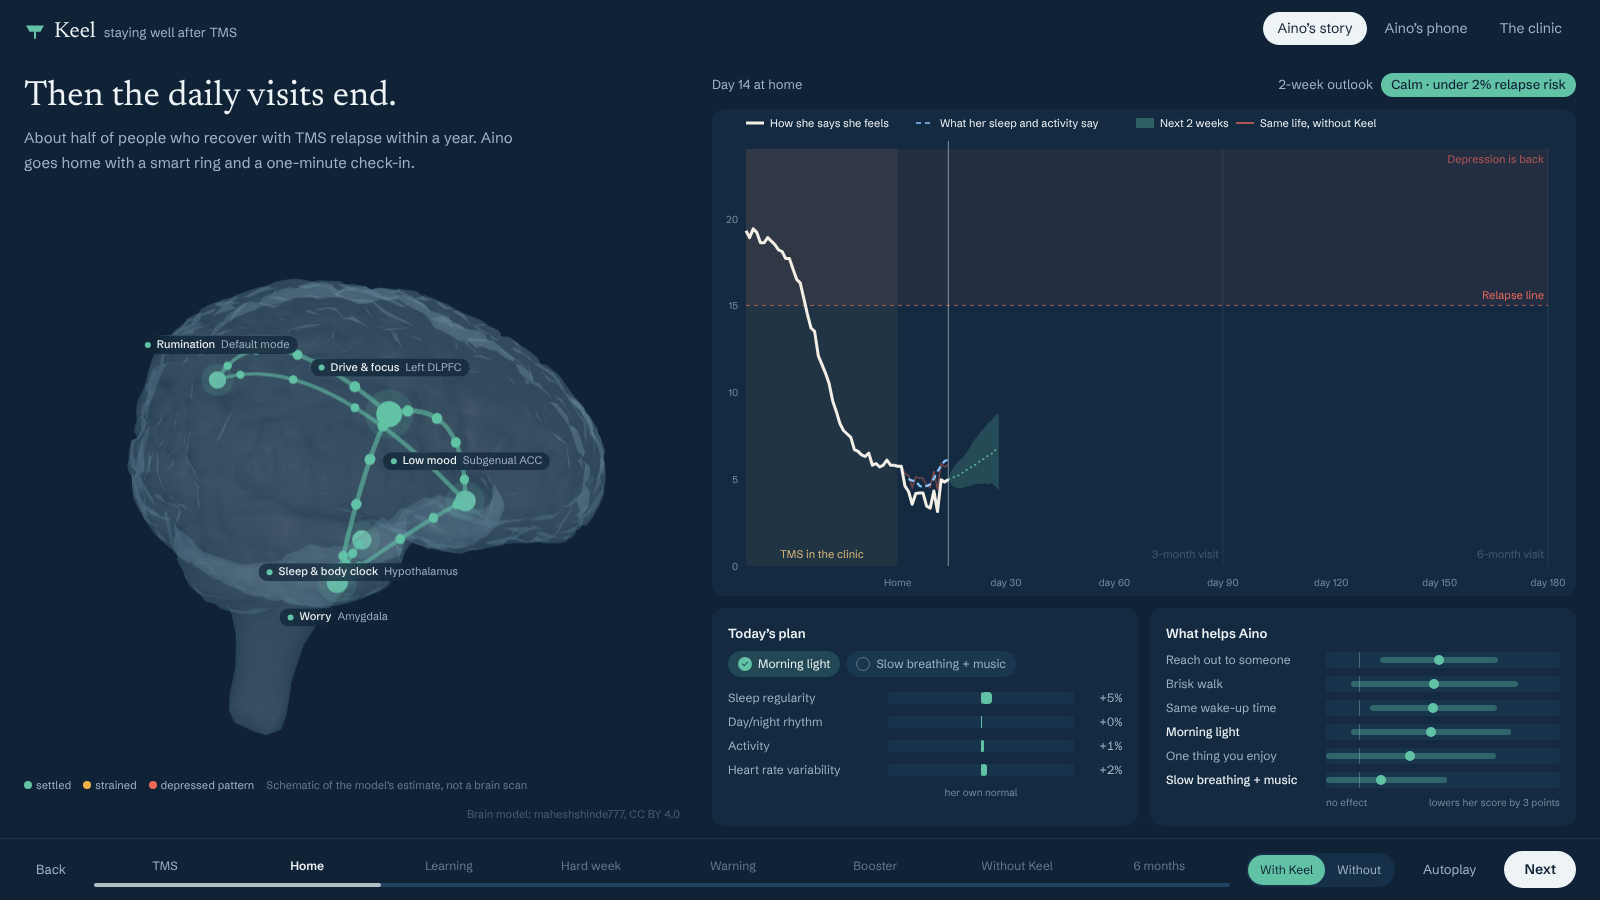 Keel staying well after TMS
Aino's story
Aino's phone
The clinic
Then the daily visits end.
About half of people who recover with TMS relapse within a year. Aino
goes home with a smart ring and a one-minute check-in.
Rumination Default mode
Drive & focus Left DLPFC
Low mood Subgenual ACC
Sleep & body clock Hypothalamus
Worry Amygdala
settled
strained
depressed pattern
Schematic of the model's estimate, not a brain scan
Brain model: maheshshinde777, CC BY 4.0
Day 14 at home
2-week outlook
Calm · under 2% relapse risk
How she says she feels
What her sleep and activity say
Next 2 weeks
Same life, without Keel
Depression is back
20
Relapse line
15
10
5
TMS in the clinic
3-month visit
6-month visit
0
Home
day 30
day 60
day 90
day 120
day 150
day 180
Today's plan
Morning light
Slow breathing + music
Sleep regularity +5%
Day/night rhythm +0%
Activity +1%
Heart rate variability +2%
her own normal
What helps Aino
Reach out to someone
Brisk walk
Same wake-up time
Morning light
One thing you enjoy
Slow breathing + music
no effect
lowers her score by 3 points
Back
TMS
Home
Learning
Hard week
Warning
Booster
Without Keel
6 months
With Keel
Without
Autoplay
Next